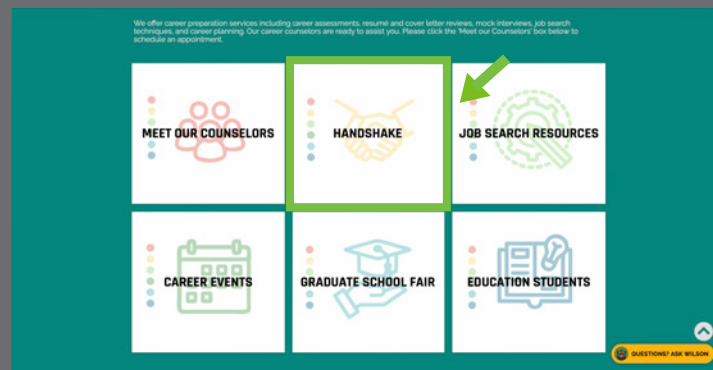 We offer career preparation services including career assessments, resumé and cover letter reviews, mock interviews, job search
techniques, and career planning. Our career counselors are ready to assist you. Please click the 'Meet our Counselors' box below to
schedule an appointment.
MEET OUR COUNSELORS
HANDSHAKE
JOB SEARCH RESOURCES
CAREER EVENTS
GRADUATE SCHOOL FAIR
EDUCATION STUDENTS
QUESTIONS? ASK WILSON